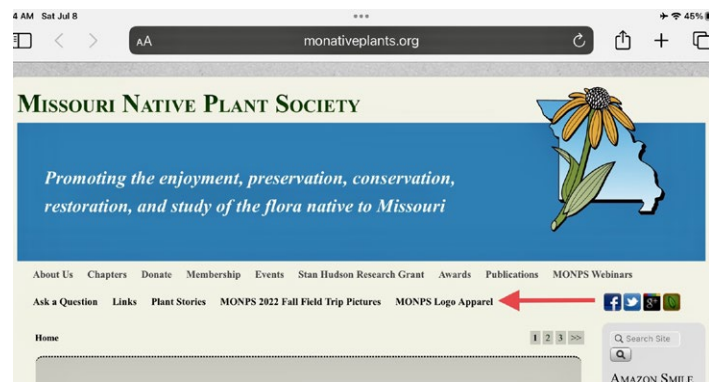 4 AM Sat Jul 8
45%
AA monativeplants.org
MISSOURI NATIVE PLANT SOCIETY
Promoting the enjoyment, preservation, conservation,
restoration, and study of the flora native to Missouri
About Us Chapters Donate Membership Events Stan Hudson Research Grant Awards Publications MONPS Webinars
Ask a Question Links Plant Stories MONPS 2022 Fall Field Trip Pictures MONPS Logo Apparel
Home 1 2 3 >>
Search Site
AMAZON SMILE